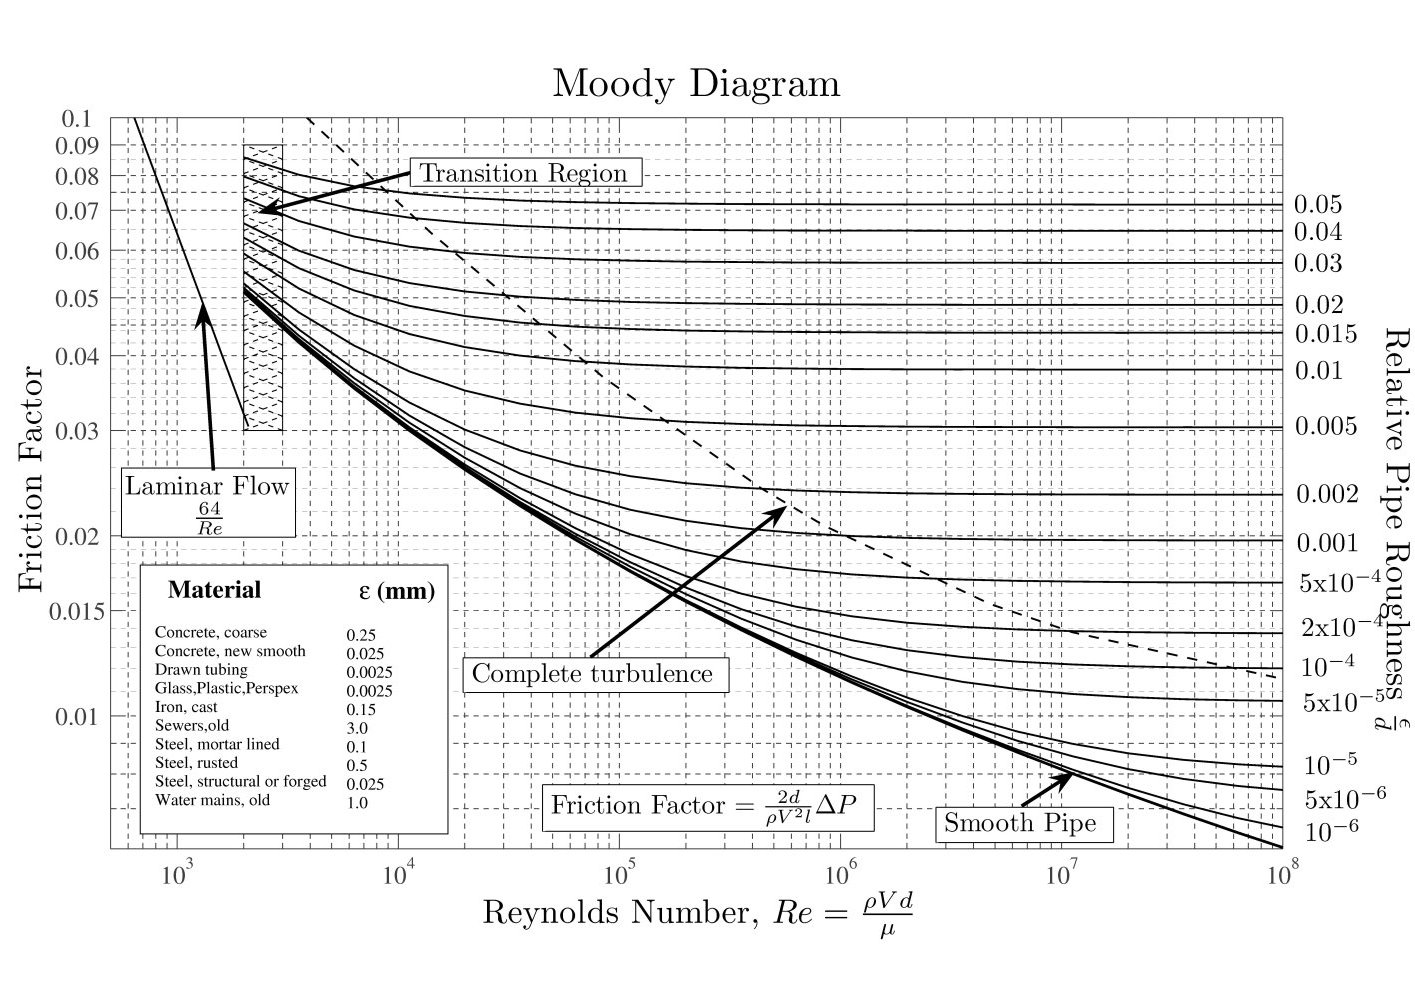 Moody Diagram
0.1
0.09
0.08
0.07
0.06
0.05
0.04
0.03
0.02
0.015
0.01
Friction Factor
Transition Region
Laminar Flow
64
Re
Material ε (mm)
Concrete, coarse 0.25
Concrete, new smooth 0.025
Drawn tubing 0.0025
Glass,Plastic,Perspex 0.0025
Iron, cast 0.15
Sewers,old 3.0
Steel, mortar lined 0.1
Steel, rusted 0.5
Steel, structural or forged 0.025
Water mains, old 1.0
Complete turbulence
Friction Factor = 2d/ρV²l ΔP
Smooth Pipe
0.05
0.04
0.03
0.02
0.015
0.01
0.005
0.002
0.001
5x10⁻⁴
2x10⁻⁴
10⁻⁴
5x10⁻⁵
10⁻⁵
5x10⁻⁶
10⁻⁶
Relative Pipe Roughness ϵ/d
10³ 10⁴ 10⁵ 10⁶ 10⁷ 10⁸
Reynolds Number, Re = ρVd/μ